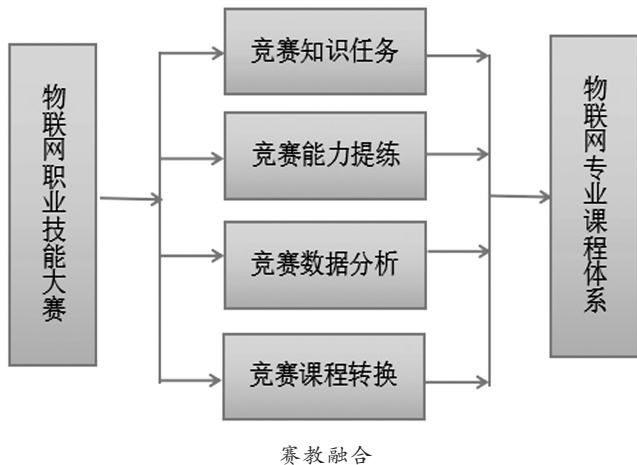 物联网职业技能大赛
竞赛知识任务
竞赛能力提练
竞赛数据分析
竞赛课程转换
物联网专业课程体系
赛教融合